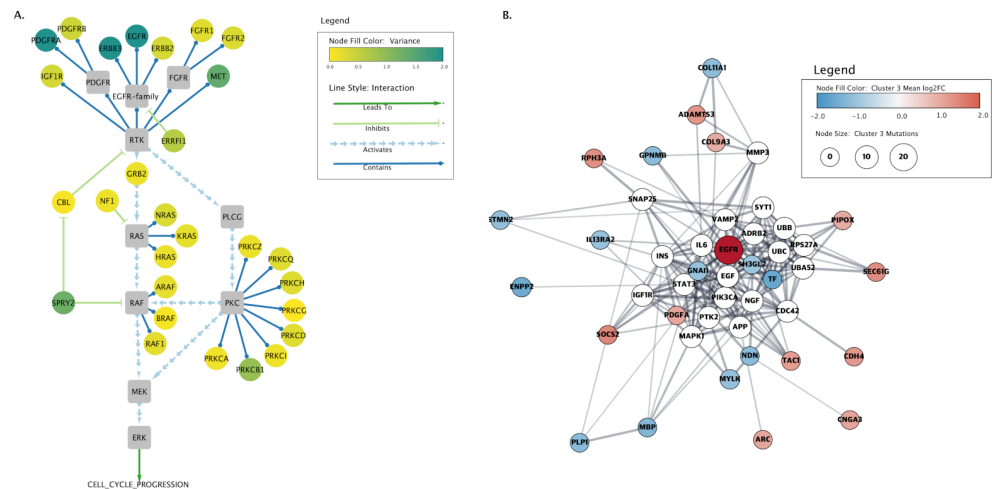 A.
PDGFRB
EGFR
FGFR1
PDGFRA
ERBB3
ERBB2
FGFR2
IGF1R
PDGFR
FGFR
MET
EGFR-family
RTK
ERRFI1
GRB2
CBL
NF1
NRAS
PLCG
RAS
KRAS
PRKCZ
HRAS
PRKCQ
ARAF
PRKCH
SPRY2
RAF
PKC
PRKCG
BRAF
RAF1
PRKCD
PRKCA
PRKCI
PRKCB1
MEK
ERK
CELL_CYCLE_PROGRESSION
Legend
Node Fill Color: Variance
0.0 1.0 2.0
Line Style: Interaction
Leads To
Inhibits
Activates
Contains
B.
COL11A1
ADAMTS3
COL9A3
MMP3
RPH3A
GPNMB
SNAP25
SYT1
STMN2
VAMP2
UBB
PIPOX
IL13RA2
IL6
ADRB2
EGFR
UBC
RPS27A
INS
GNAI1
SH3GL2
UBA52
SEC61G
ENPP2
STAT3
EGF
TF
IGF1R
PIK3CA
NGF
CDC42
PDGFA
PTK2
APP
SOCS2
MAPK1
NDN
TAC1
CDH4
MYLK
CNGA3
PLP1
MBP
ARC
Legend
Node Fill Color: Cluster 3 Mean log2FC
-2.0 -1.0 0.0 1.0 2.0
Node Size: Cluster 3 Mutations
0 10 20